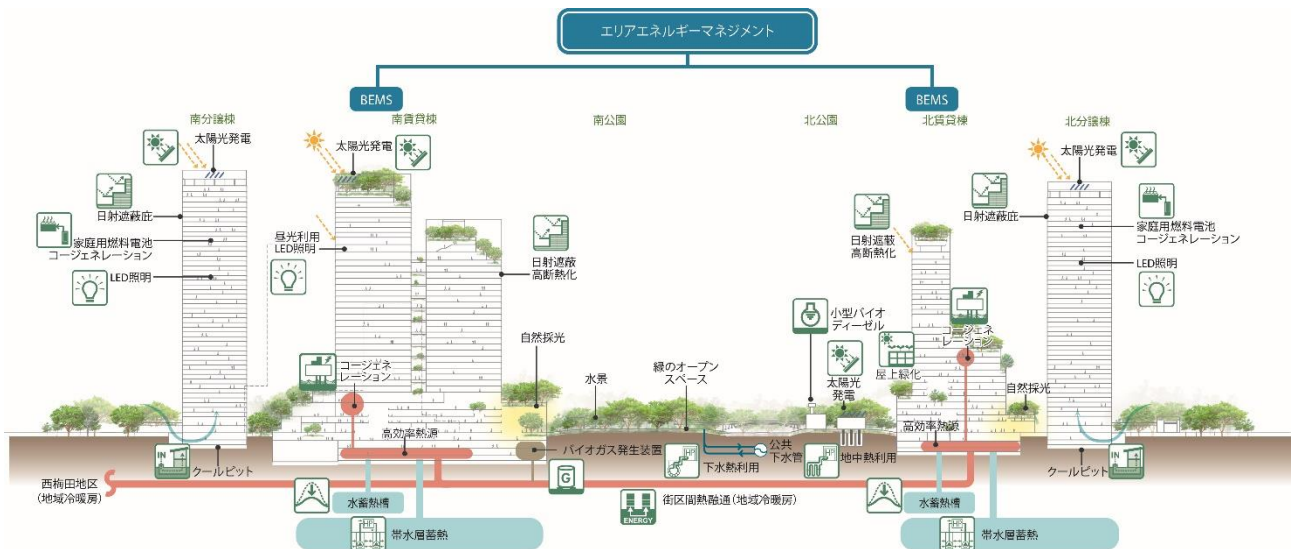 エリアエネルギーマネジメント
BEMS
BEMS
南分譲棟
南賃貸棟
南公園
北公園
北賃貸棟
北分譲棟
太陽光発電
日射遮蔽庇
家庭用燃料電池
コージェネレーション
LED照明
太陽光発電
昼光利用
LED照明
日射遮蔽
高断熱化
コージェネ
レーション
自然採光
高効率熱源
バイオガス発生装置
水景
緑のオープン
スペース
小型バイオ
ディーゼル
太陽光
発電
下水熱利用
公共
下水管
地中熱利用
日射遮蔽
高断熱化
屋上緑化
コージェネ
レーション
自然採光
高効率熱源
太陽光発電
日射遮蔽庇
家庭用燃料電池
コージェネレーション
LED照明
IN
クールピット
クールピット
IN
西梅田地区
(地域冷暖房)
水蓄熱槽
HP
帯水層蓄熱
G
ENERGY
街区間熱融通(地域冷暖房)
HP
HP
水蓄熱槽
HP
帯水層蓄熱